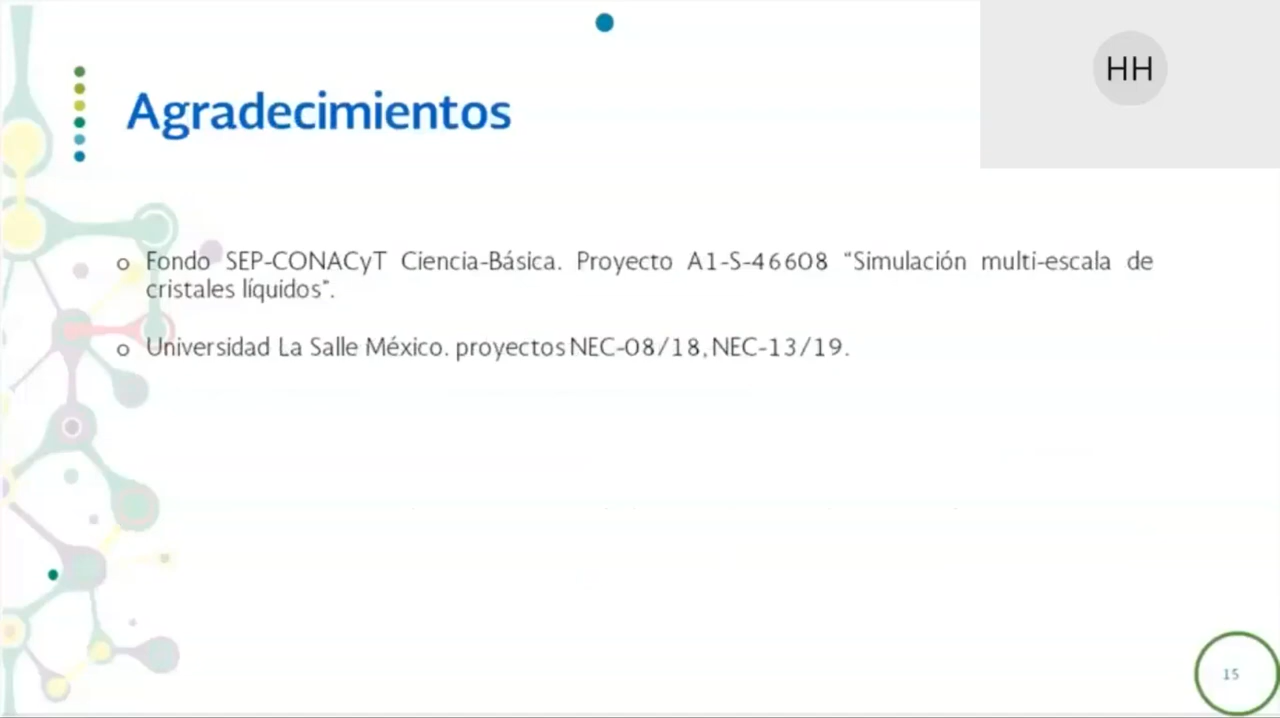 HH
Agradecimientos
o Fondo SEP-CONACyT Ciencia-Básica. Proyecto A1-S-46608 “Simulación multi-escala de
cristales líquidos”.
o Universidad La Salle México. proyectos NEC-08/18, NEC-13/19.
15